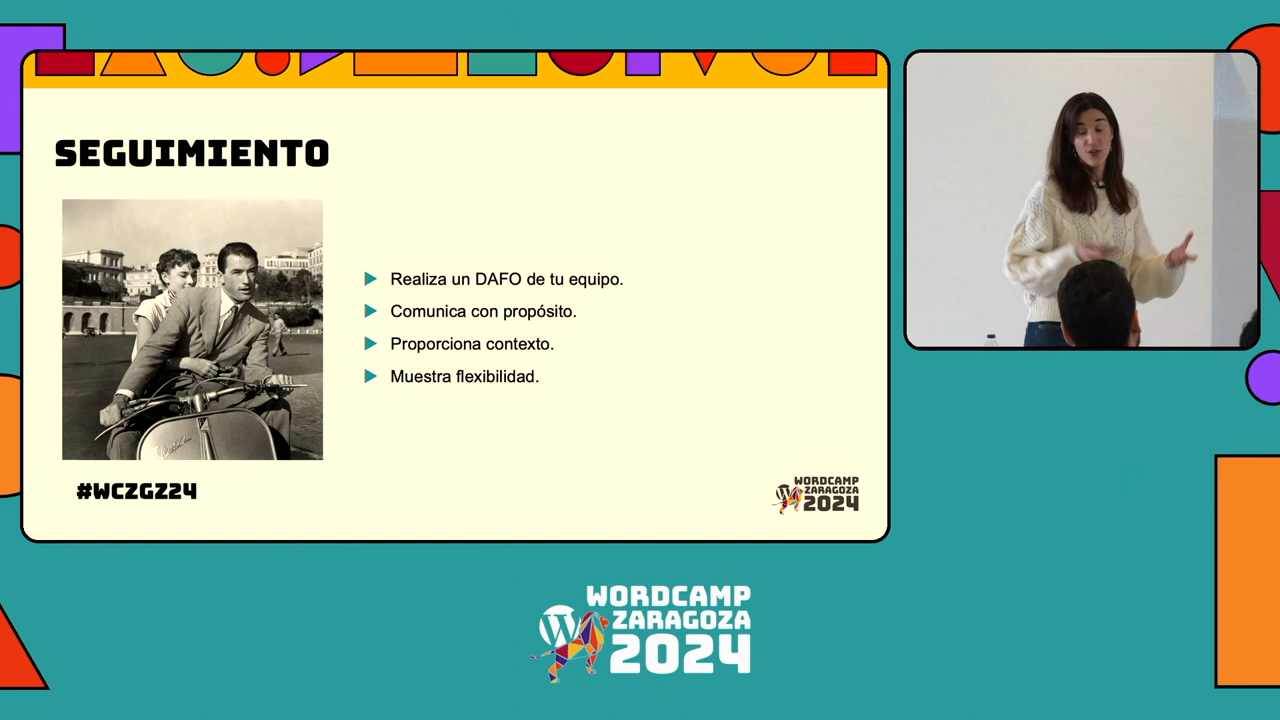 SEGUIMIENTO
Realiza un DAFO de tu equipo.
Comunica con propósito.
Proporciona contexto.
Muestra flexibilidad.
#WCZGZ24
WORDCAMP
ZARAGOZA
2024
WORDCAMP
ZARAGOZA
2024